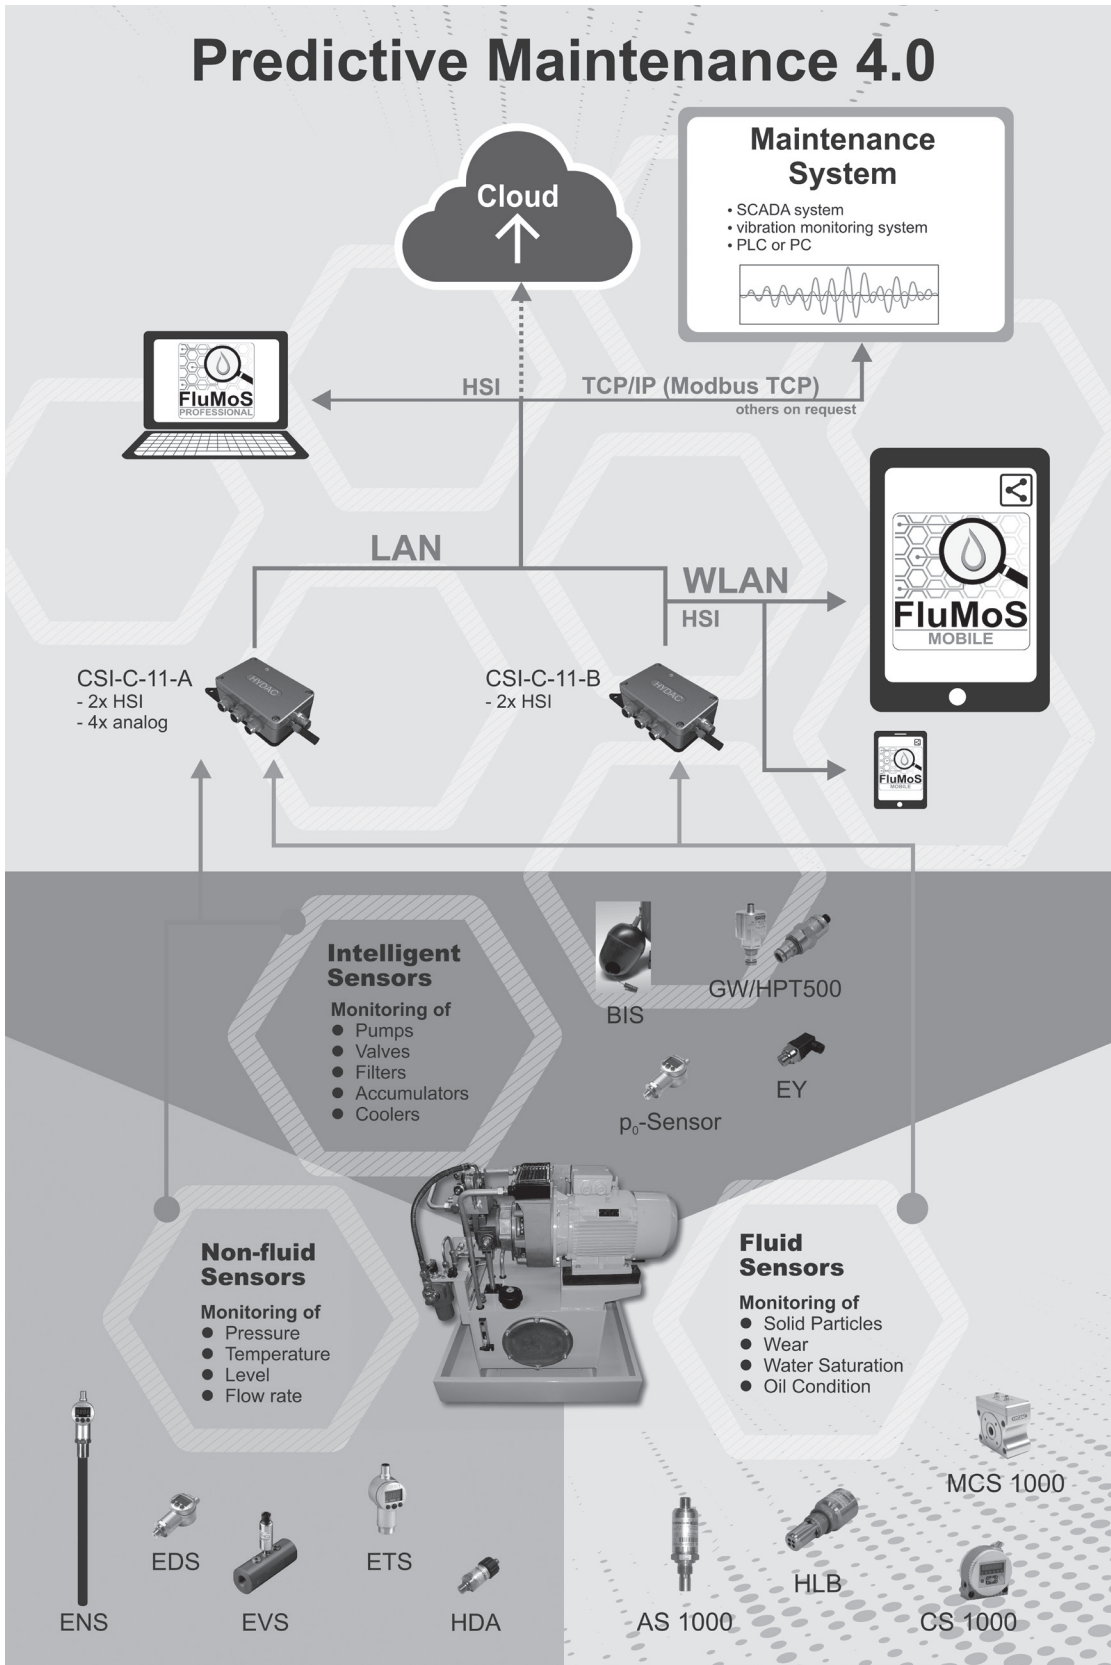 Predictive Maintenance 4.0
Cloud
Maintenance
System
• SCADA system
• vibration monitoring system
• PLC or PC
FluMoS
PROFESSIONAL
HSI
TCP/IP (Modbus TCP)
others on request
LAN
WLAN
HSI
FluMoS
MOBILE
CSI-C-11-A
- 2x HSI
- 4x analog
HYDAC
CSI-C-11-B
- 2x HSI
HYDAC
FluMoS
MOBILE
Intelligent
Sensors
Monitoring of
● Pumps
● Valves
● Filters
● Accumulators
● Coolers
BIS
GW/HPT500
p₀-Sensor
EY
Non-fluid
Sensors
Monitoring of
● Pressure
● Temperature
● Level
● Flow rate
Fluid
Sensors
Monitoring of
● Solid Particles
● Wear
● Water Saturation
● Oil Condition
ENS
EDS
EVS
ETS
HDA
AS 1000
HLB
MCS 1000
CS 1000